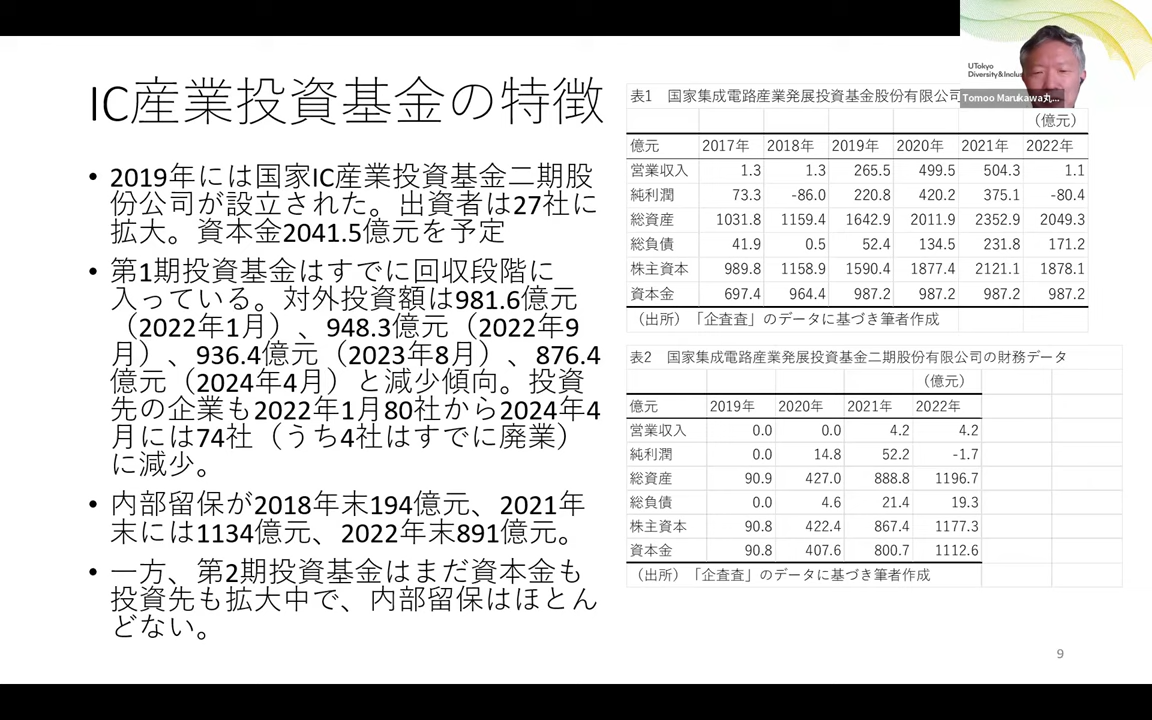 IC産業投資基金の特徴
• 2019年には国家IC産業投資基金二期股
份公司が設立された。出資者は27社に
拡大。資本金2041.5億元を予定
• 第1期投資基金はすでに回収段階に
入っている。対外投資額は981.6億元
（2022年1月）、948.3億元（2022年9
月）、936.4億元（2023年8月）、876.4
億元（2024年4月）と減少傾向。投資
先の企業も2022年1月80社から2024年4
月には74社（うち4社はすでに廃業）
に減少。
• 内部留保が2018年末194億元、2021年
末には1134億元、2022年末891億元。
• 一方、第2期投資基金はまだ資本金も
投資先も拡大中で、内部留保はほとん
どない。
UTokyo
Diversity & Inclu
Tomoo Marukawa丸...
表1 国家集成電路産業発展投資基金股份有限公司
（億元）
億元 2017年 2018年 2019年 2020年 2021年 2022年
営業収入 1.3 1.3 265.5 499.5 504.3 1.1
純利潤 73.3 -86.0 220.8 420.2 375.1 -80.4
総資産 1031.8 1159.4 1642.9 2011.9 2352.9 2049.3
総負債 41.9 0.5 52.4 134.5 231.8 171.2
株主資本 989.8 1158.9 1590.4 1877.4 2121.1 1878.1
資本金 697.4 964.4 987.2 987.2 987.2 987.2
（出所）「企査査」のデータに基づき筆者作成
表2 国家集成電路産業発展投資基金二期股份有限公司の財務データ
（億元）
億元 2019年 2020年 2021年 2022年
営業収入 0.0 0.0 4.2 4.2
純利潤 0.0 14.8 52.2 -1.7
総資産 90.9 427.0 888.8 1196.7
総負債 0.0 4.6 21.4 19.3
株主資本 90.8 422.4 867.4 1177.3
資本金 90.8 407.6 800.7 1112.6
（出所）「企査査」のデータに基づき筆者作成
9